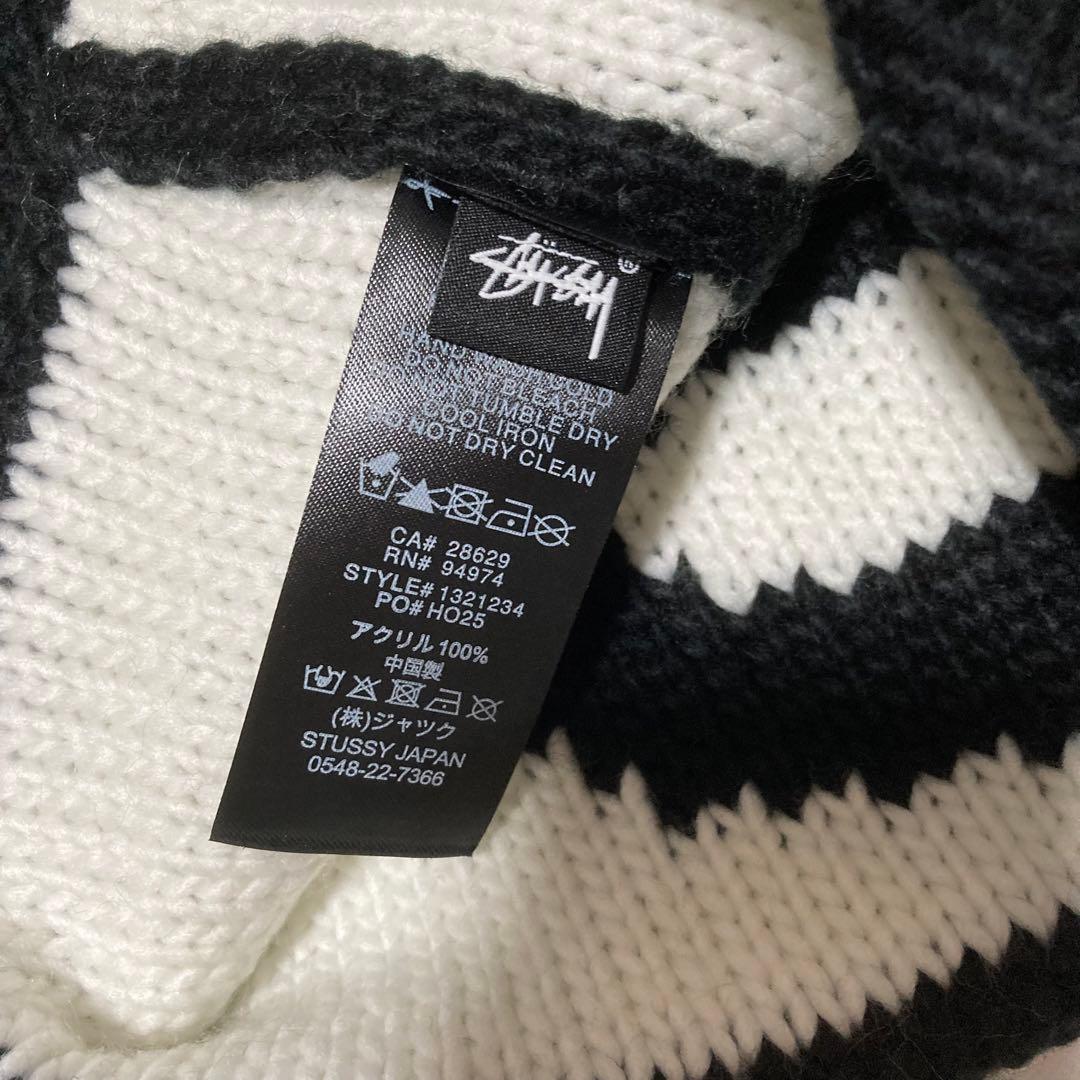 STÜSSY®
DO NOT BLEACH
TUMBLE DRY
COOL IRON
DO NOT DRY CLEAN
CA# 28629
RN# 94974
STYLE# 1321234
PO# HO25
アクリル 100%
中国製
(株)ジャック
STUSSY JAPAN
0548-22-7366